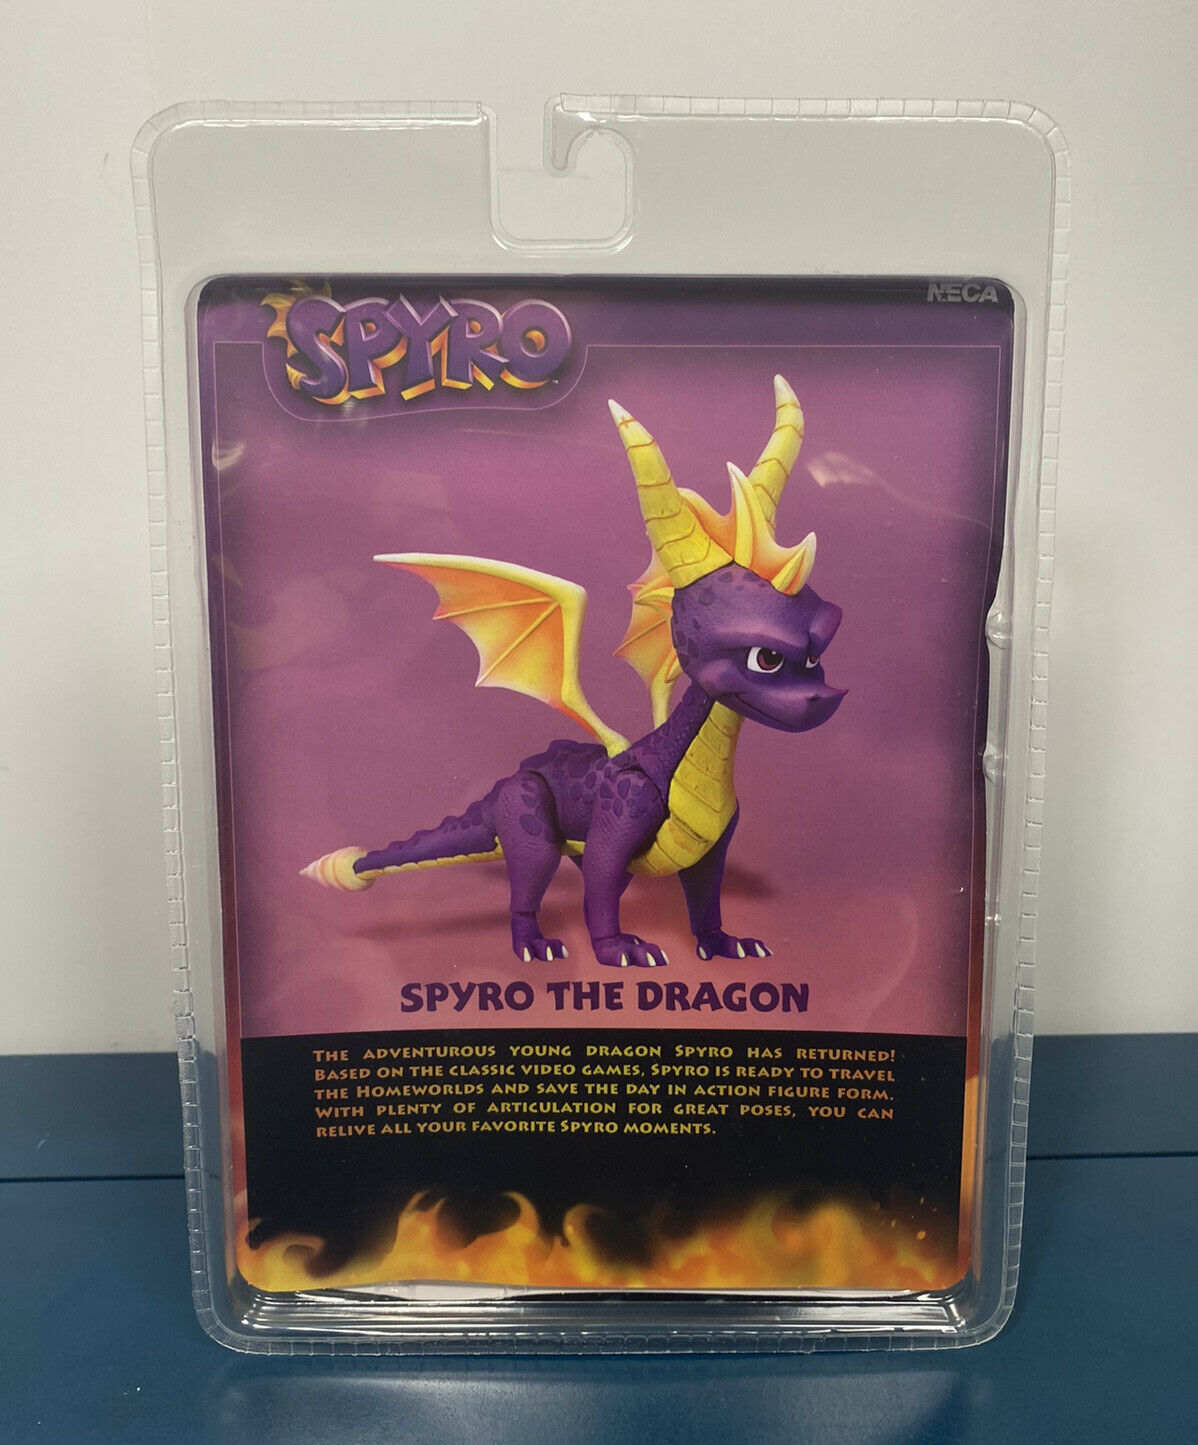 NECA
SPYRO™
SPYRO THE DRAGON
THE ADVENTUROUS YOUNG DRAGON SPYRO HAS RETURNED!
BASED ON THE CLASSIC VIDEO GAMES, SPYRO IS READY TO TRAVEL
THE HOMEWORLDS AND SAVE THE DAY IN ACTION FIGURE FORM.
WITH PLENTY OF ARTICULATION FOR GREAT POSES, YOU CAN
RELIVE ALL YOUR FAVORITE SPYRO MOMENTS.